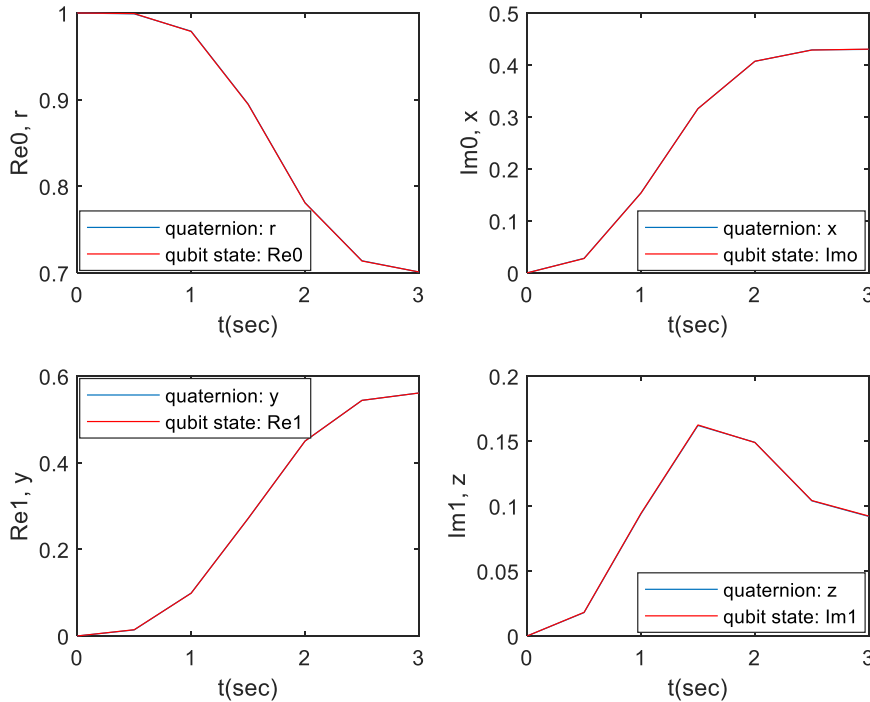 1
0.9
0.8
0.7
Re0, r
quaternion: r
qubit state: Re0
0 1 2 3
t(sec)
0.5
0.4
0.3
0.2
0.1
0
Im0, x
quaternion: x
qubit state: Imo
0 1 2 3
t(sec)
0.6
0.4
0.2
0
Re1, y
quaternion: y
qubit state: Re1
0 1 2 3
t(sec)
0.2
0.15
0.1
0.05
0
Im1, z
quaternion: z
qubit state: Im1
0 1 2 3
t(sec)